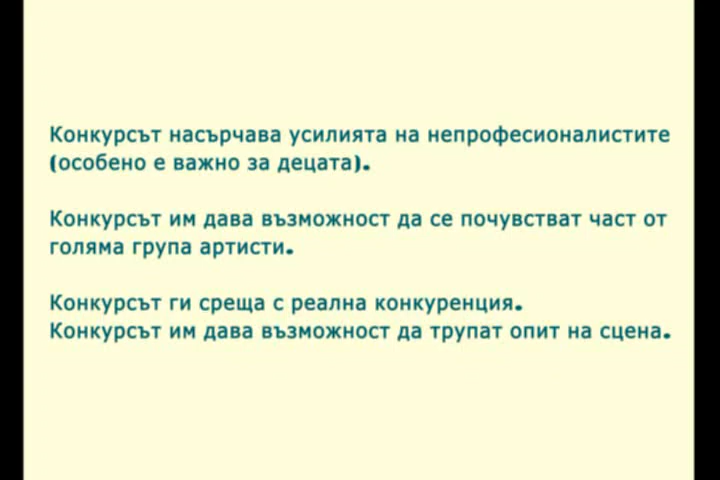 Конкурсът насърчава усилията на непрофесионалистите
(особено е важно за децата).
Конкурсът им дава възможност да се почувстват част от
голяма група артисти.
Конкурсът ги среща с реална конкуренция.
Конкурсът им дава възможност да трупат опит на сцена.